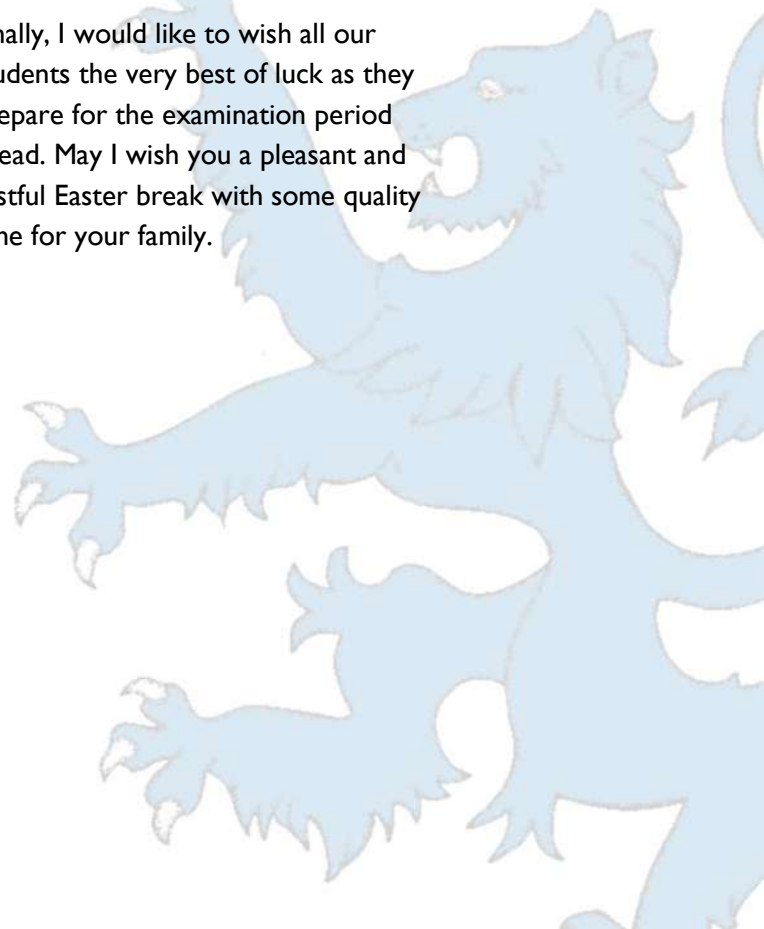 nally, I would like to wish all our
udents the very best of luck as they
epare for the examination period
ead. May I wish you a pleasant and
stful Easter break with some quality
ne for your family.